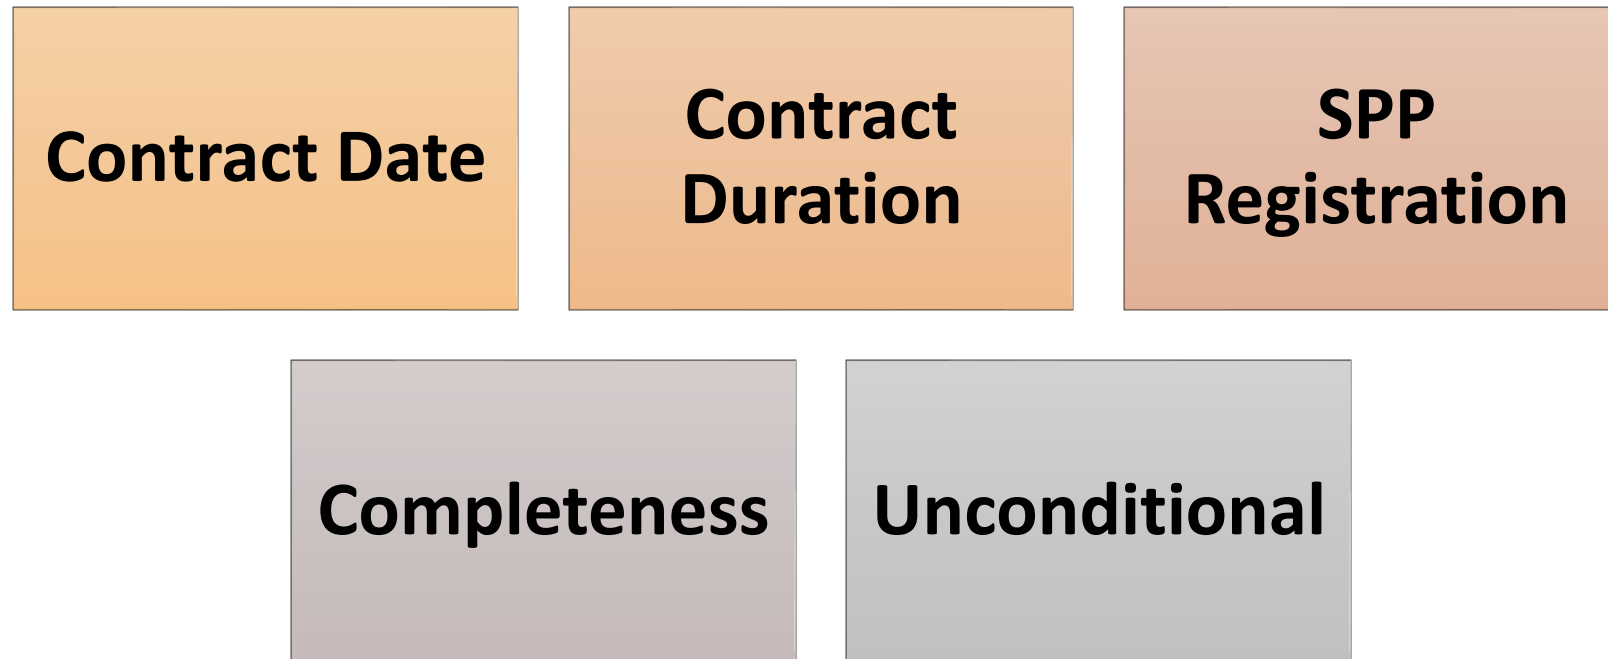 Contract Date
Contract
Duration
SPP
Registration
Completeness
Unconditional